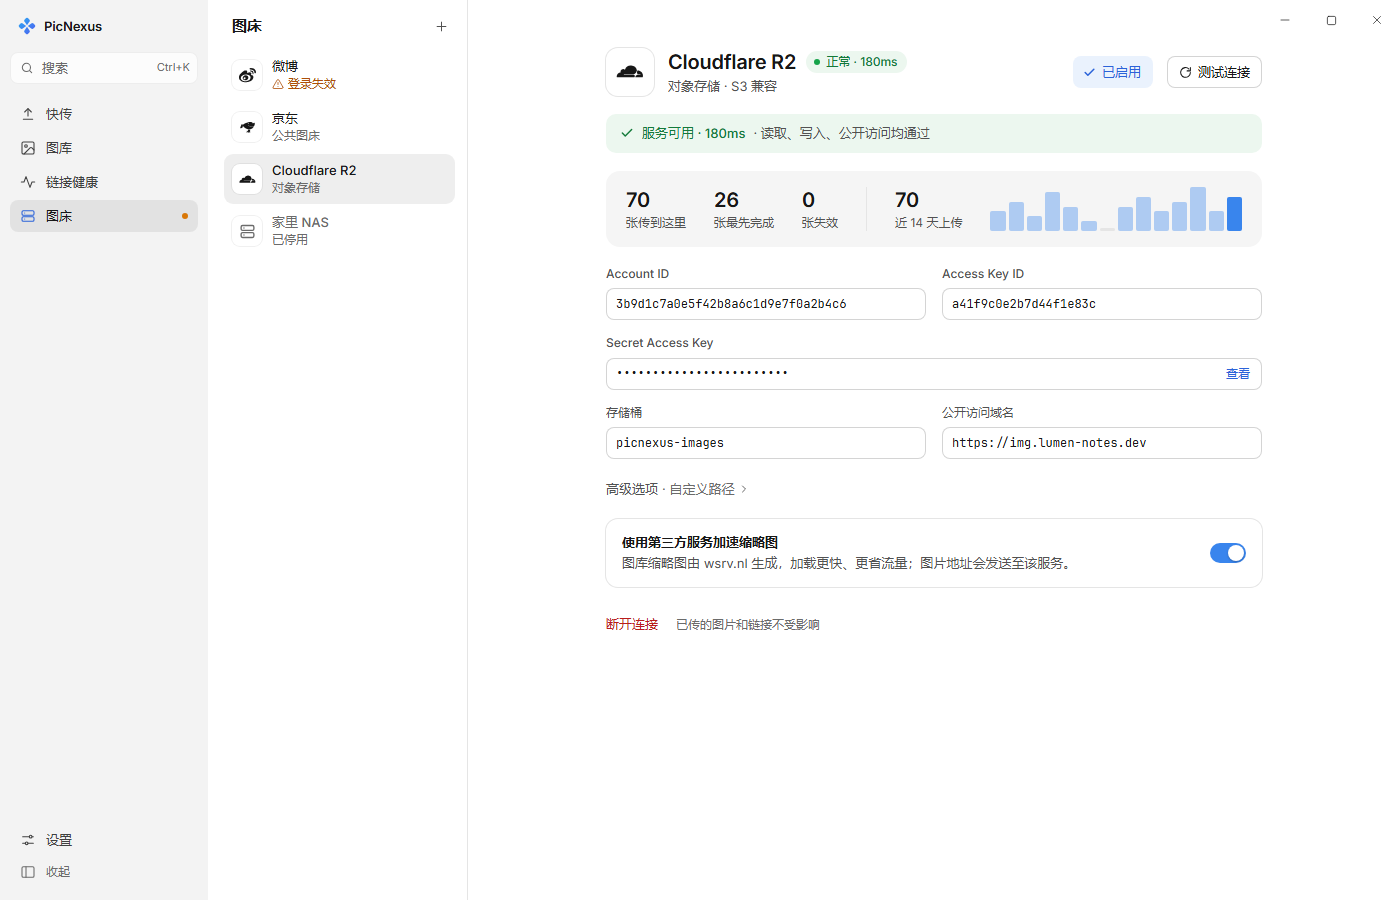 PicNexus
搜索 Ctrl+K
快传
图库
链接健康
图床
设置
收起
图床
微博
登录失效
京东
公共图床
Cloudflare R2
对象存储
家里 NAS
已停用
Cloudflare R2 正常 · 180ms
对象存储 · S3 兼容
已启用 测试连接
服务可用 · 180ms · 读取、写入、公开访问均通过
70 26 0 70
张传到这里 张最先完成 张失效 近 14 天上传
Account ID Access Key ID
3b9d1c7a0e5f42b8a6c1d9e7f0a2b4c6 a41f9c0e2b7d44f1e83c
Secret Access Key
•••••••••••••••••••••••• 查看
存储桶 公开访问域名
picnexus-images https://img.lumen-notes.dev
高级选项 · 自定义路径
使用第三方服务加速缩略图
图库缩略图由 wsrv.nl 生成，加载更快、更省流量；图片地址会发送至该服务。
断开连接 已传的图片和链接不受影响